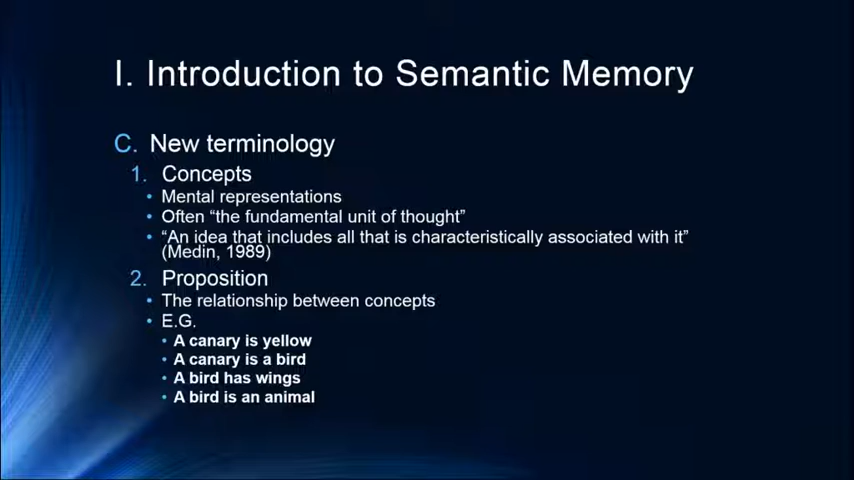 I. Introduction to Semantic Memory
C. New terminology
1. Concepts
• Mental representations
• Often “the fundamental unit of thought”
• “An idea that includes all that is characteristically associated with it”
(Medin, 1989)
2. Proposition
• The relationship between concepts
• E.G.
• A canary is yellow
• A canary is a bird
• A bird has wings
• A bird is an animal